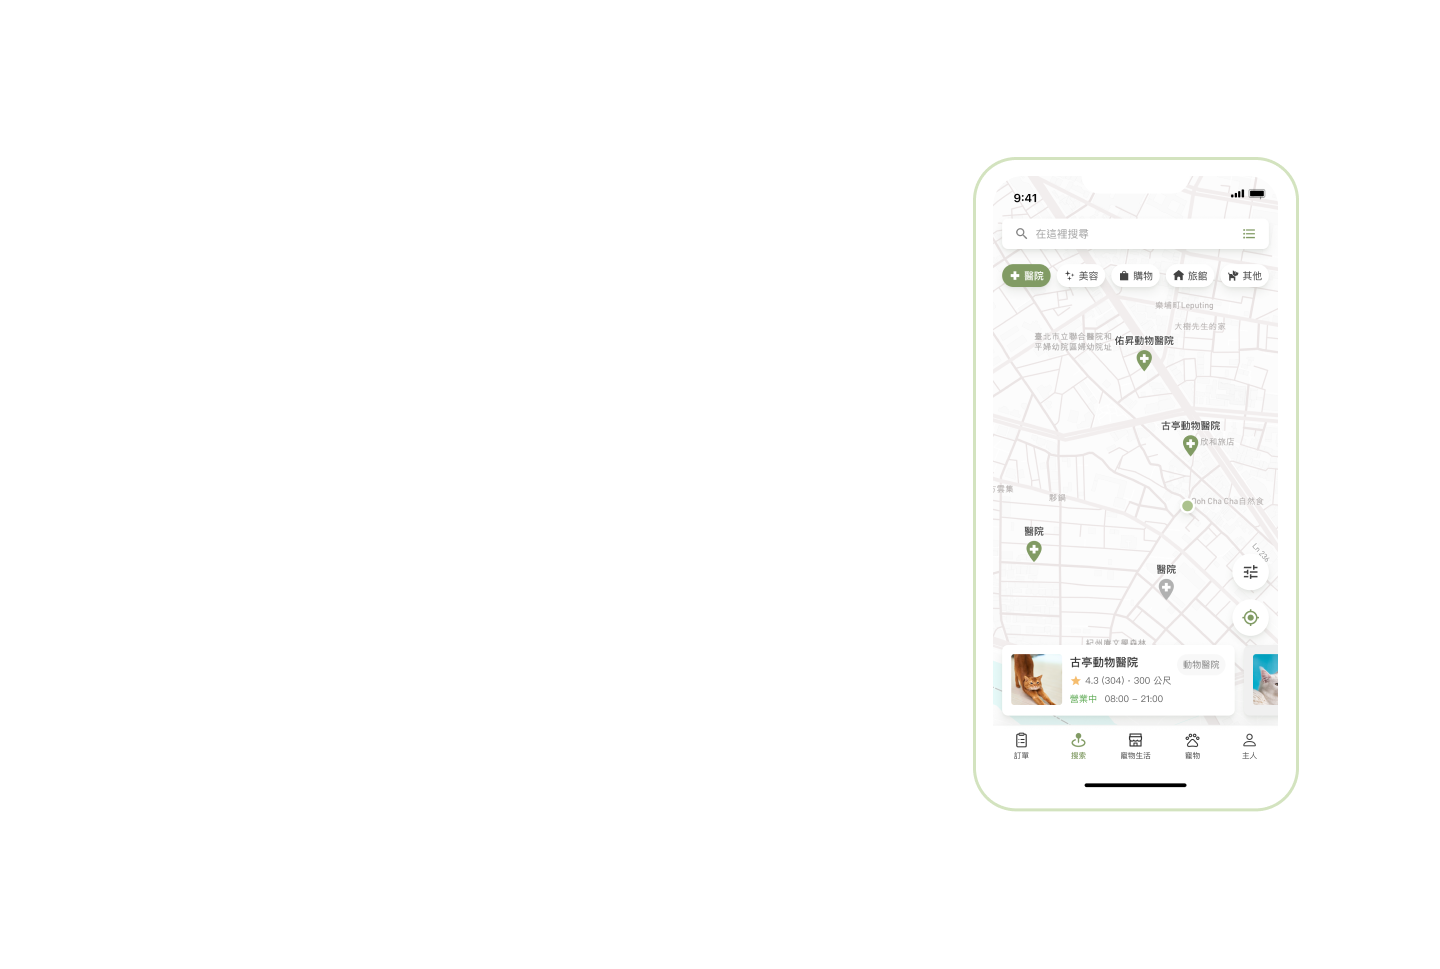 9:41
在這裡搜尋
醫院
美容
購物
旅館
其他
樂埔町Leputing
大樹先生的家
臺北市立聯合醫院和
平婦幼院區婦幼院址
佑昇動物醫院
古亭動物醫院
欣和旅店
雲集
夥鍋
Ooh Cha Cha自然食
醫院
Ln 236
醫院
紀州庵文學森林
古亭動物醫院
動物醫院
4.3 (304) · 300 公尺
營業中 08:00 – 21:00
訂單
搜索
寵物生活
寵物
主人